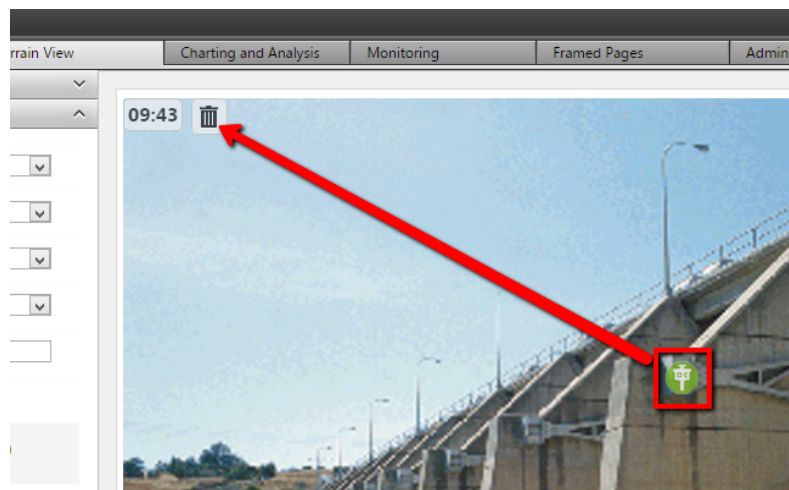 rrain View
Charting and Analysis
Monitoring
Framed Pages
Admin
09:43